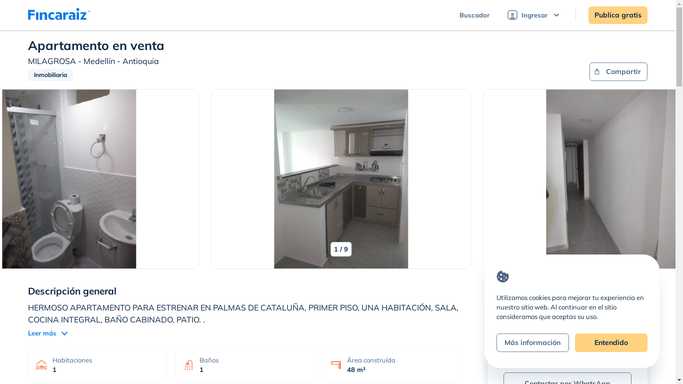 Fincaraiz
Buscador
Ingresar
Publica gratis
Apartamento en venta
MILAGROSA - Medellín - Antioquia
Inmobiliaria
Compartir
1 / 9
Descripción general
HERMOSO APARTAMENTO PARA ESTRENAR EN PALMAS DE CATALUÑA, PRIMER PISO, UNA HABITACIÓN, SALA,
COCINA INTEGRAL, BAÑO CABINADO, PATIO. .
Leer más
Habitaciones
1
Baños
1
Área construída
48 m²
Utilizamos cookies para mejorar tu experiencia en
nuestro sitio web. Al continuar en el sitio
consideramos que aceptas su uso.
Más información
Entendido
Contactar por WhatsApp